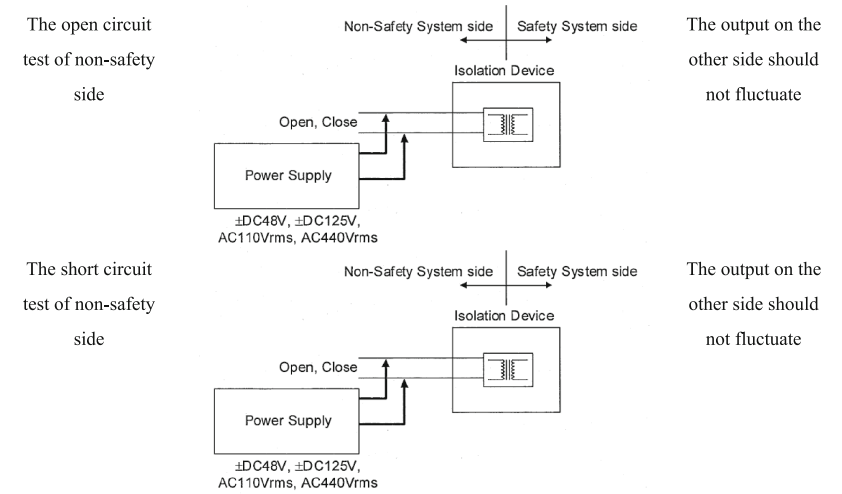 The open circuit
test of non-safety
side
Non-Safety System side
Safety System side
Isolation Device
Open, Close
Power Supply
±DC48V, ±DC125V,
AC110Vrms, AC440Vrms
The output on the
other side should
not fluctuate
The short circuit
test of non-safety
side
Non-Safety System side
Safety System side
Isolation Device
Open, Close
Power Supply
±DC48V, ±DC125V,
AC110Vrms, AC440Vrms
The output on the
other side should
not fluctuate